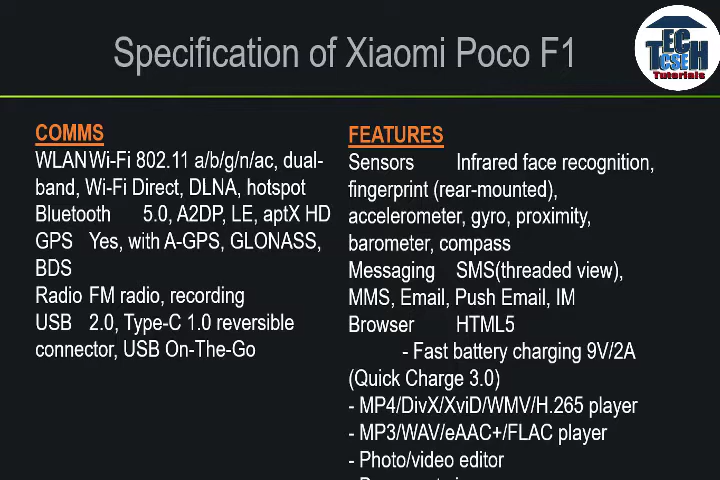 Specification of Xiaomi Poco F1
TECH
CSE
Tutorials
COMMS
WLAN Wi-Fi 802.11 a/b/g/n/ac, dual-
band, Wi-Fi Direct, DLNA, hotspot
Bluetooth 5.0, A2DP, LE, aptX HD
GPS Yes, with A-GPS, GLONASS,
BDS
Radio FM radio, recording
USB 2.0, Type-C 1.0 reversible
connector, USB On-The-Go
FEATURES
Sensors Infrared face recognition,
fingerprint (rear-mounted),
accelerometer, gyro, proximity,
barometer, compass
Messaging SMS(threaded view),
MMS, Email, Push Email, IM
Browser HTML5
- Fast battery charging 9V/2A
(Quick Charge 3.0)
- MP4/DivX/XviD/WMV/H.265 player
- MP3/WAV/eAAC+/FLAC player
- Photo/video editor